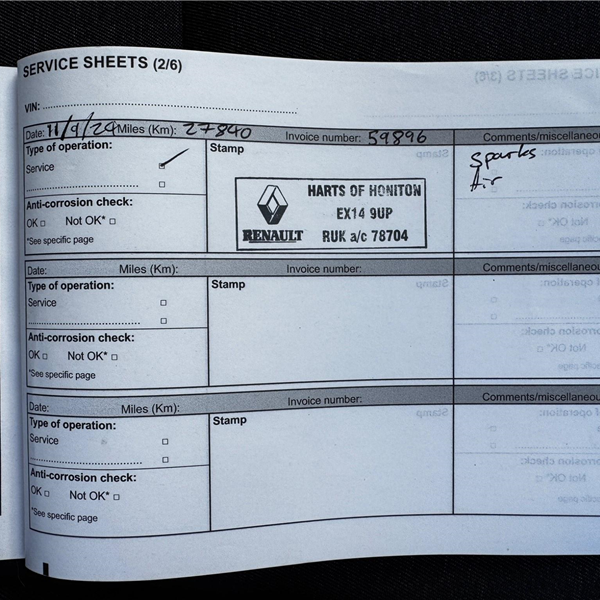 SERVICE SHEETS (2/6)
VIN:
Date: 11/9/24 Miles (Km): 27840 Invoice number: 59896 Comments/miscellaneou
Type of operation: Stamp Sparks
Service Air
HARTS OF HONITON
EX14 9UP
RENAULT RUK a/c 78704
Anti-corrosion check:
OK Not OK*
*See specific page
Date: Miles (Km): Invoice number: Comments/miscellaneou
Type of operation: Stamp
Service
Anti-corrosion check:
OK Not OK*
*See specific page
Date: Miles (Km): Invoice number: Comments/miscellaneou
Type of operation: Stamp
Service
Anti-corrosion check:
OK Not OK*
*See specific page